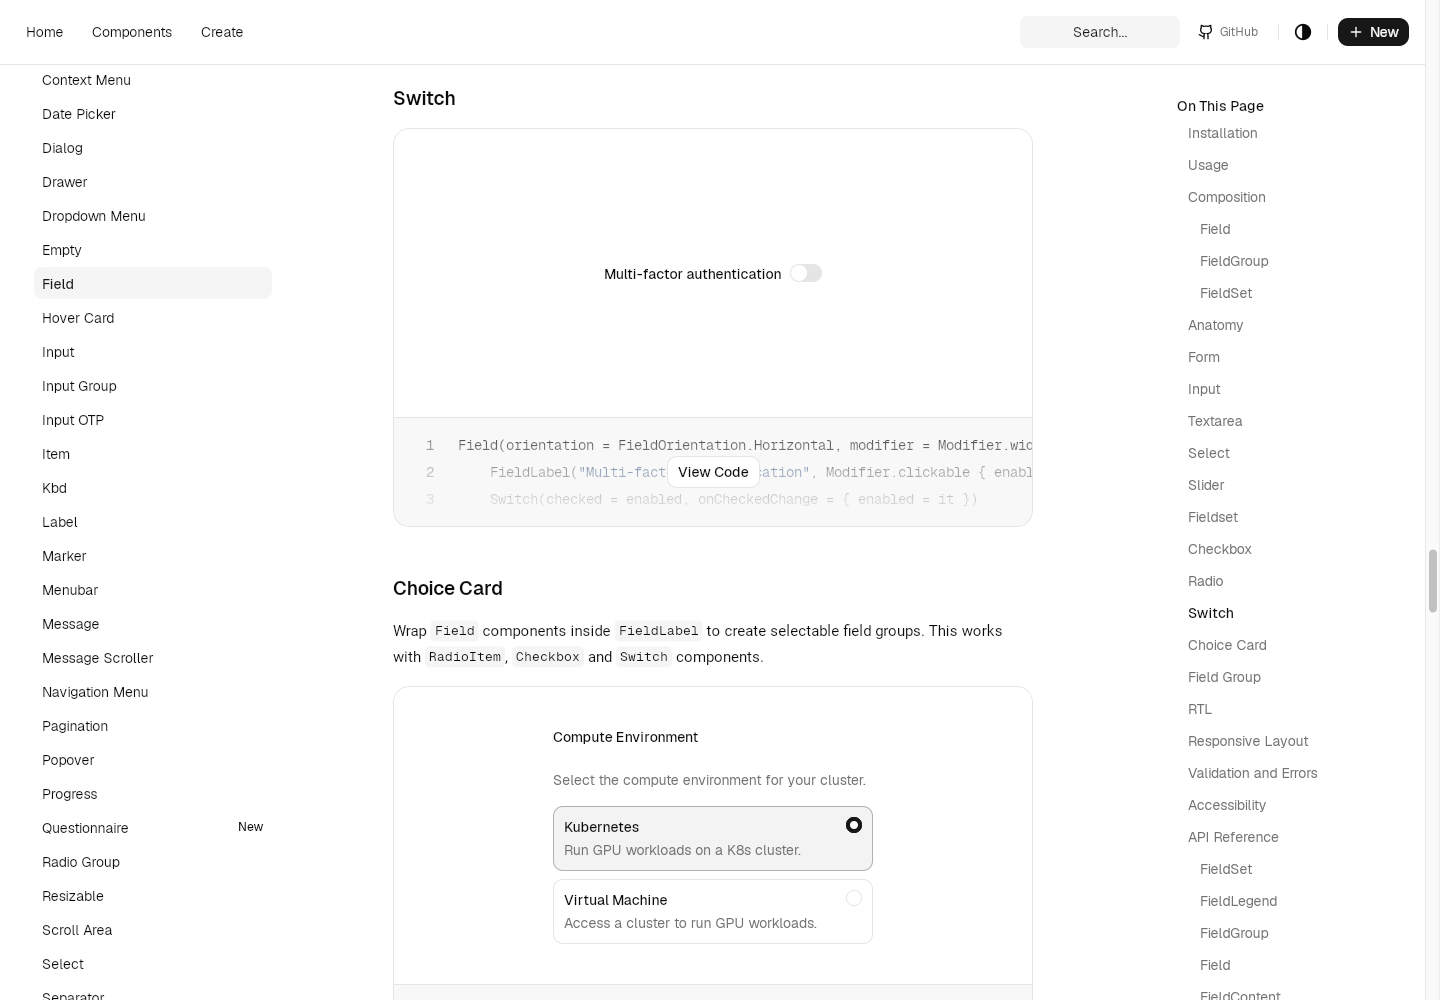 Home Components Create Search... GitHub New
Context Menu
Date Picker
Dialog
Drawer
Dropdown Menu
Empty
Field
Hover Card
Input
Input Group
Input OTP
Item
Kbd
Label
Marker
Menubar
Message
Message Scroller
Navigation Menu
Pagination
Popover
Progress
Questionnaire New
Radio Group
Resizable
Scroll Area
Select
Separator
Switch
Multi-factor authentication
1 Field(orientation = FieldOrientation.Horizontal, modifier = Modifier.wid
2 FieldLabel("Multi-fact ation", Modifier.clickable { enabl
View Code
3 Switch(checked = enabled, onCheckedChange = { enabled = it })
Choice Card
Wrap Field components inside FieldLabel to create selectable field groups. This works
with RadioItem, Checkbox and Switch components.
Compute Environment
Select the compute environment for your cluster.
Kubernetes
Run GPU workloads on a K8s cluster.
Virtual Machine
Access a cluster to run GPU workloads.
On This Page
Installation
Usage
Composition
Field
FieldGroup
FieldSet
Anatomy
Form
Input
Textarea
Select
Slider
Fieldset
Checkbox
Radio
Switch
Choice Card
Field Group
RTL
Responsive Layout
Validation and Errors
Accessibility
API Reference
FieldSet
FieldLegend
FieldGroup
Field
FieldContent